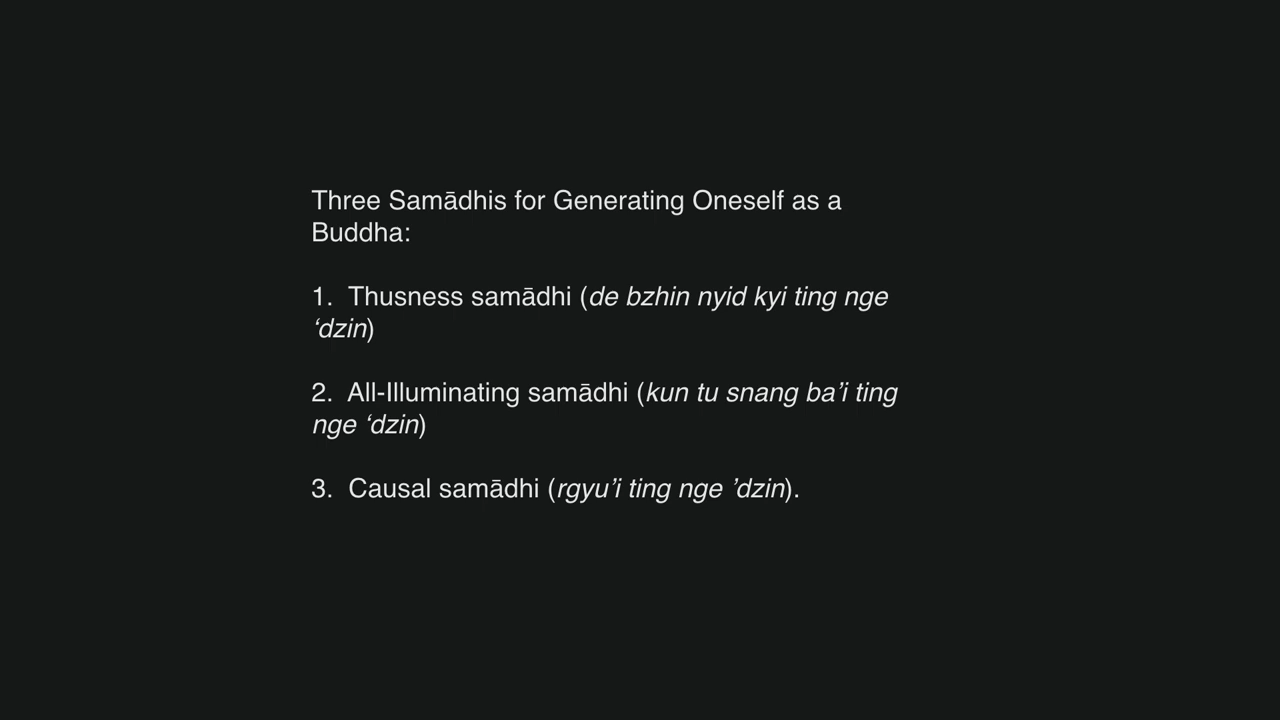 Three Samādhis for Generating Oneself as a
Buddha:
1. Thusness samādhi (de bzhin nyid kyi ting nge
‘dzin)
2. All-Illuminating samādhi (kun tu snang ba’i ting
nge ‘dzin)
3. Causal samādhi (rgyu’i ting nge ’dzin).